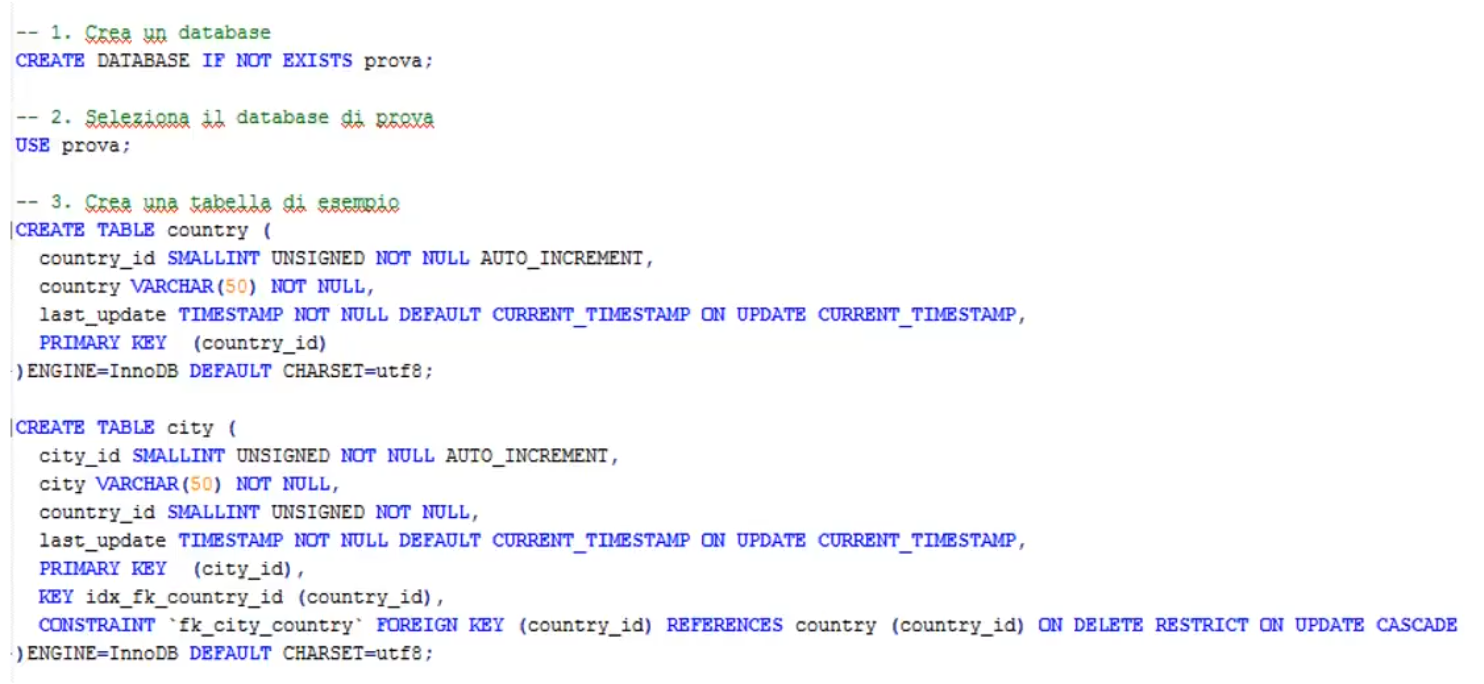 -- 1. Crea un database
CREATE DATABASE IF NOT EXISTS prova;
-- 2. Seleziona il database di prova
USE prova;
-- 3. Crea una tabella di esempio
CREATE TABLE country (
country_id SMALLINT UNSIGNED NOT NULL AUTO_INCREMENT,
country VARCHAR(50) NOT NULL,
last_update TIMESTAMP NOT NULL DEFAULT CURRENT_TIMESTAMP ON UPDATE CURRENT_TIMESTAMP,
PRIMARY KEY  (country_id)
)ENGINE=InnoDB DEFAULT CHARSET=utf8;
CREATE TABLE city (
city_id SMALLINT UNSIGNED NOT NULL AUTO_INCREMENT,
city VARCHAR(50) NOT NULL,
country_id SMALLINT UNSIGNED NOT NULL,
last_update TIMESTAMP NOT NULL DEFAULT CURRENT_TIMESTAMP ON UPDATE CURRENT_TIMESTAMP,
PRIMARY KEY  (city_id),
KEY idx_fk_country_id (country_id),
CONSTRAINT `fk_city_country` FOREIGN KEY (country_id) REFERENCES country (country_id) ON DELETE RESTRICT ON UPDATE CASCADE
)ENGINE=InnoDB DEFAULT CHARSET=utf8;